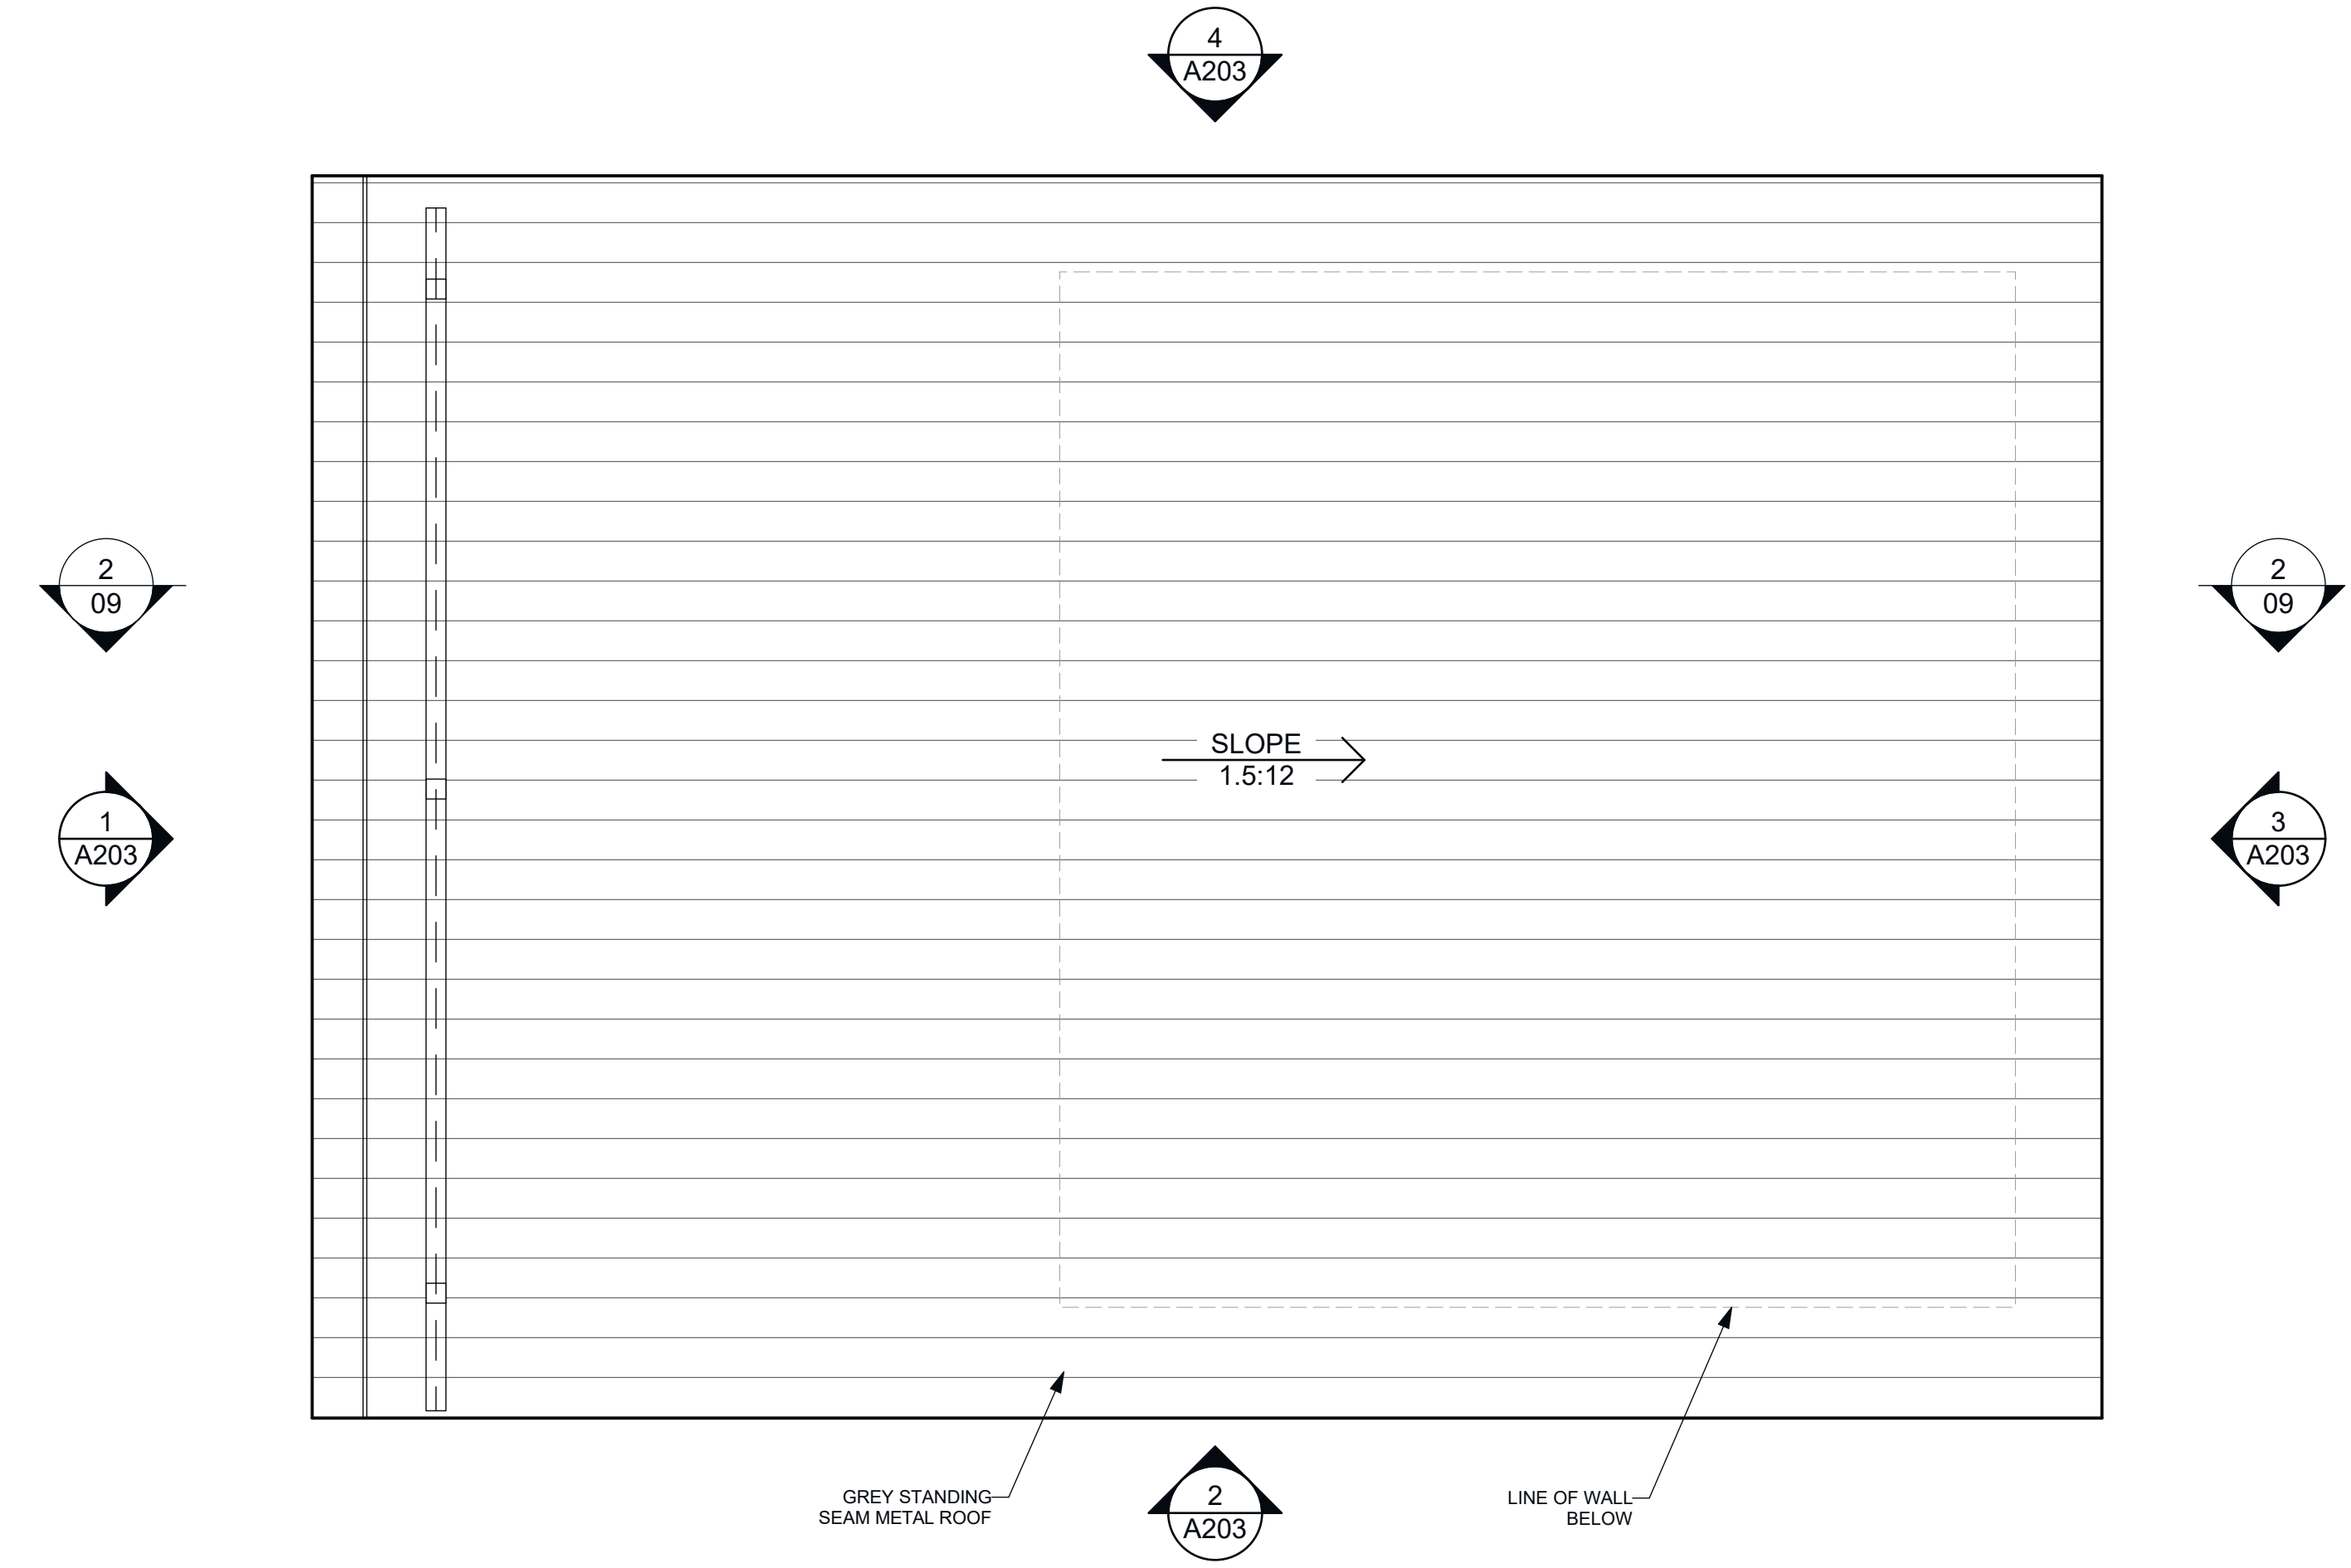 4
A203
2
09
2
09
SLOPE
1.5:12
1
A203
3
A203
GREY STANDING
SEAM METAL ROOF
2
A203
LINE OF WALL
BELOW